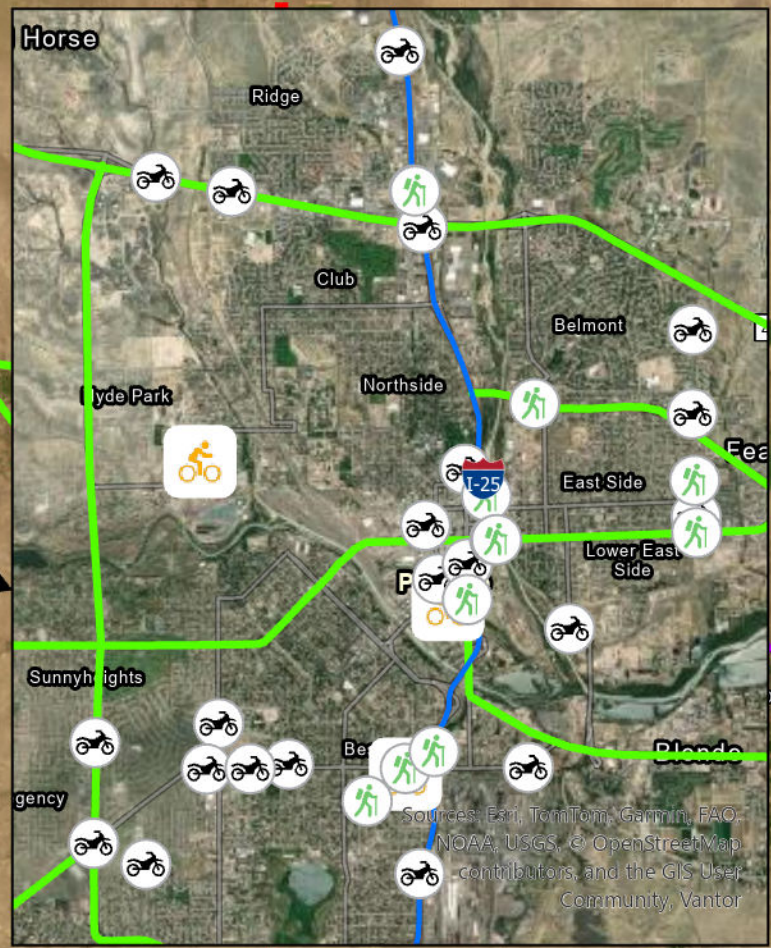 Horse
Ridge
Club
Belmont
Northside
Hyde Park
East Side
I-25
Lower East
Side
Sunnyheights
gency
Sources: Esri, TomTom, Garmin, FAO,
NOAA, USGS, © OpenStreetMap
contributors, and the GIS User
Community, Vantor